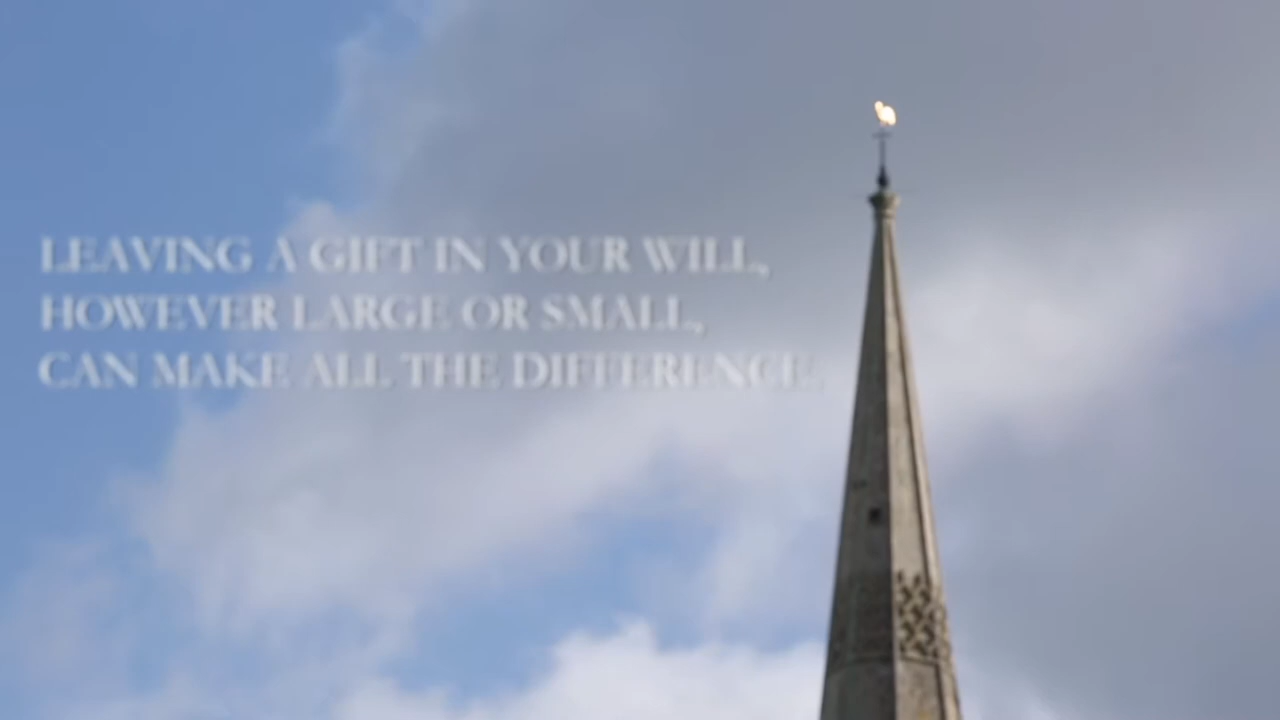 LEAVING A GIFT IN YOUR WILL,
HOWEVER LARGE OR SMALL,
CAN MAKE ALL THE DIFFERENCE.